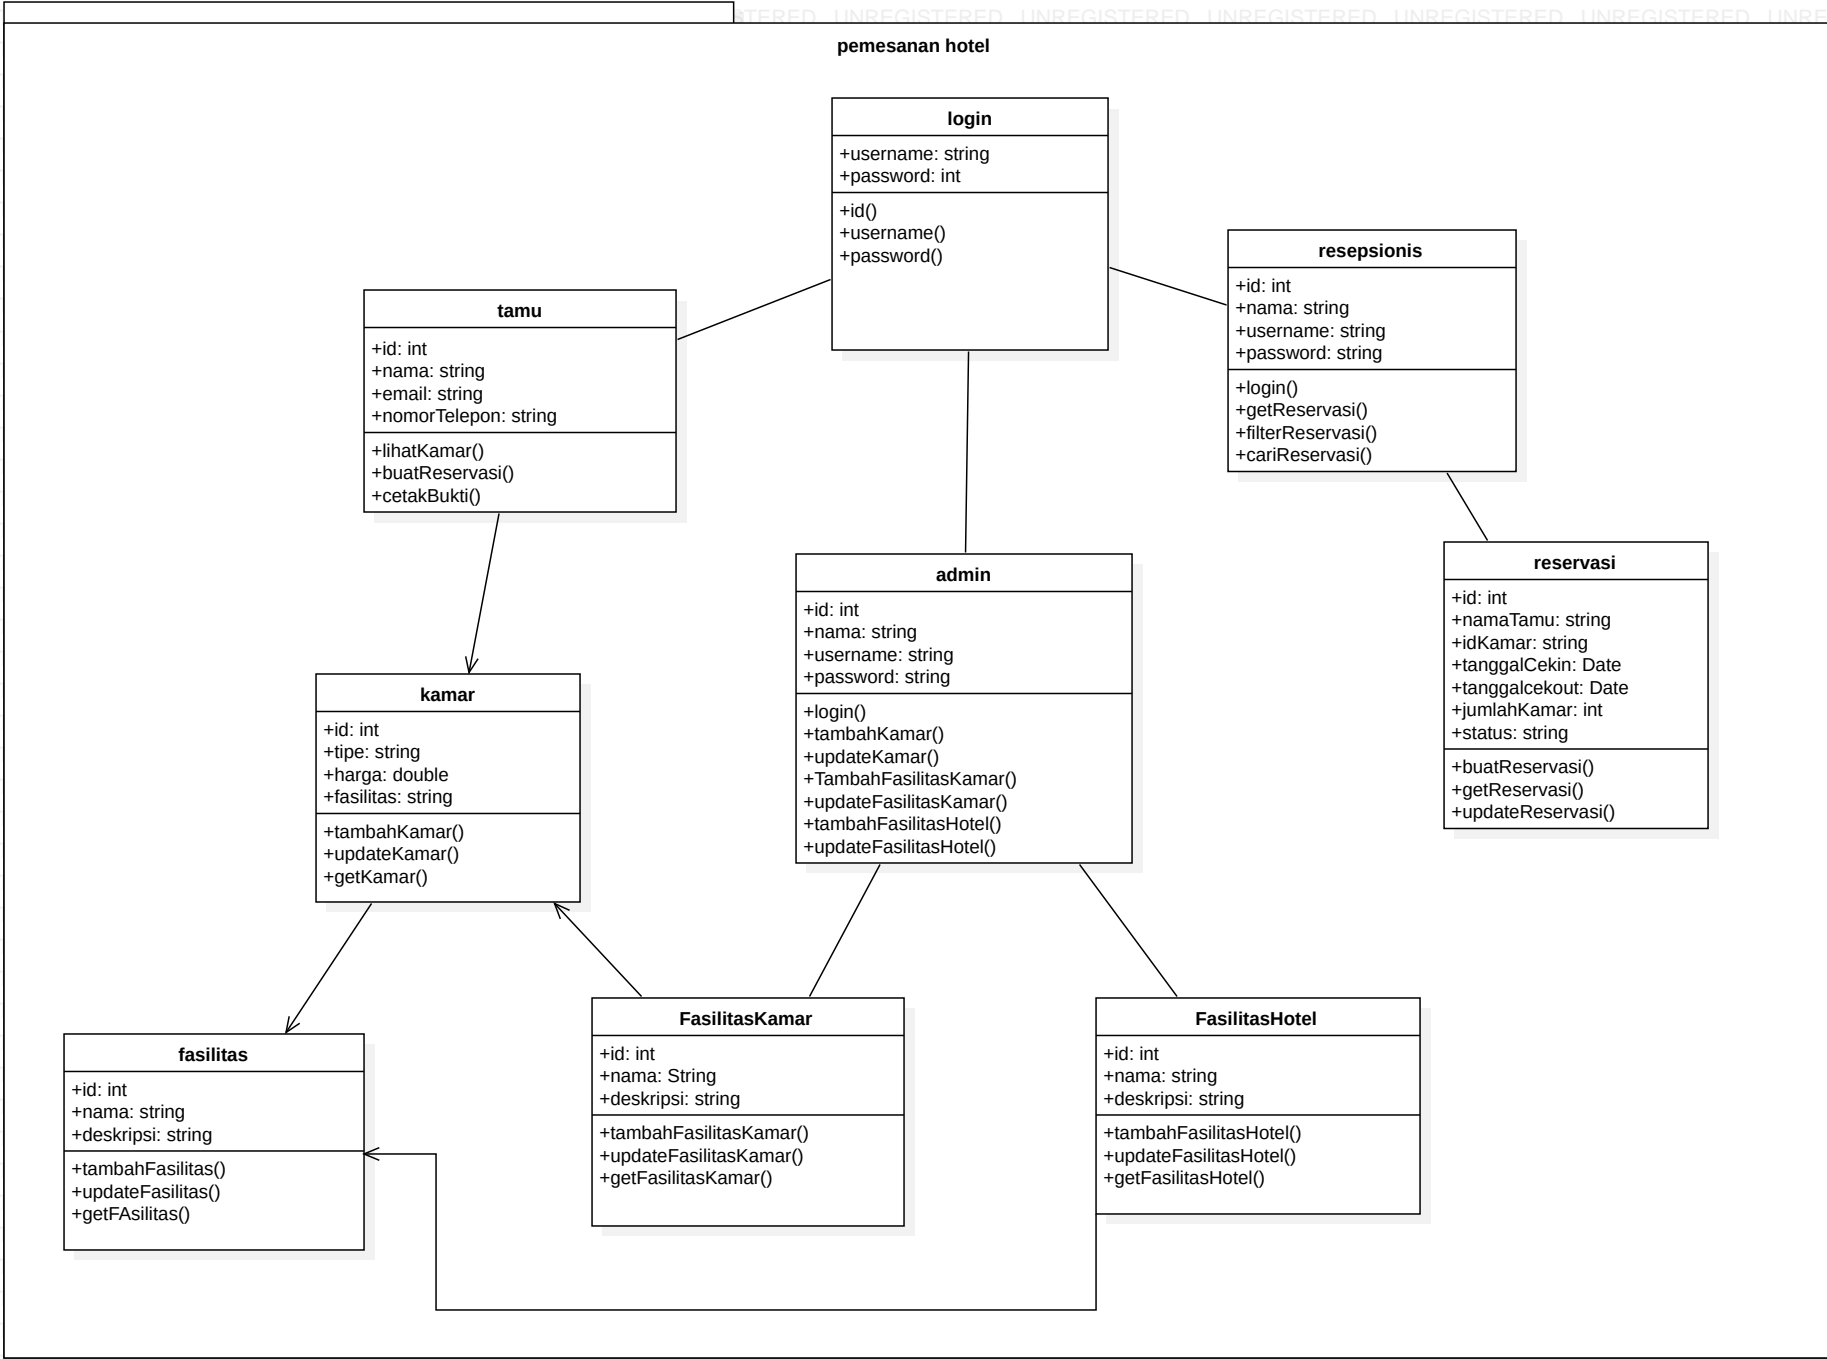 STERED UNREGISTERED UNREGISTERED UNREGISTERED UNREGISTERED UNREGISTERED
pemesanan hotel
login
+username: string
+password: int
+id()
+username()
+password()
resepsionis
+id: int
+nama: string
+username: string
+password: string
+login()
+getReservasi()
+filterReservasi()
+cariReservasi()
tamu
+id: int
+nama: string
+email: string
+nomorTelepon: string
+lihatKamar()
+buatReservasi()
+cetakBukti()
reservasi
+id: int
+namaTamu: string
+idKamar: string
+tanggalCekin: Date
+tanggalcekout: Date
+jumlahKamar: int
+status: string
+buatReservasi()
+getReservasi()
+updateReservasi()
admin
+id: int
+nama: string
+username: string
+password: string
+login()
+tambahKamar()
+updateKamar()
+TambahFasilitasKamar()
+updateFasilitasKamar()
+tambahFasilitasHotel()
+updateFasilitasHotel()
kamar
+id: int
+tipe: string
+harga: double
+fasilitas: string
+tambahKamar()
+updateKamar()
+getKamar()
fasilitas
+id: int
+nama: string
+deskripsi: string
+tambahFasilitas()
+updateFasilitas()
+getFAsilitas()
FasilitasKamar
+id: int
+nama: String
+deskripsi: string
+tambahFasilitasKamar()
+updateFasilitasKamar()
+getFasilitasKamar()
FasilitasHotel
+id: int
+nama: string
+deskripsi: string
+tambahFasilitasHotel()
+updateFasilitasHotel()
+getFasilitasHotel()